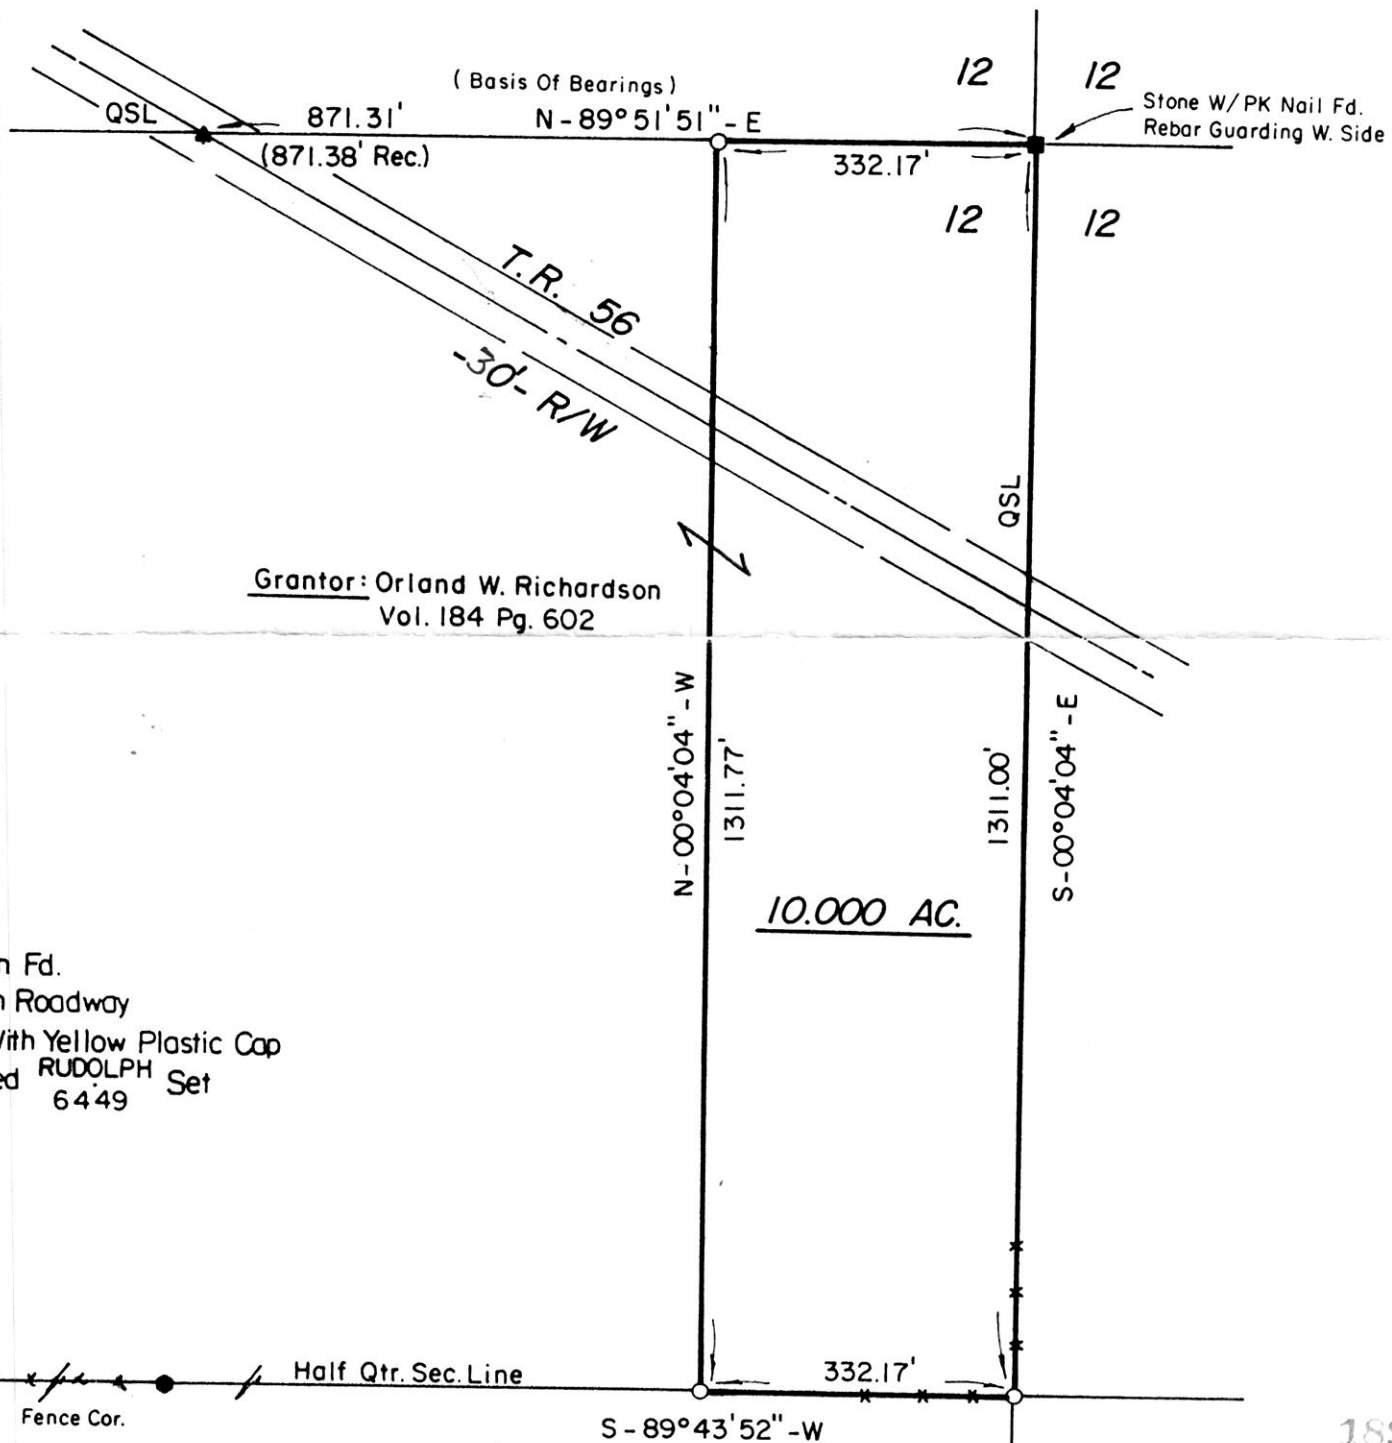 12
12
( Basis Of Bearings )
Stone W/PK Nail Fd.
Rebar Guarding W. Side
QSL
871.31'
N-89°51'51"-E
(871.38' Rec.)
332.17'
12
12
T.R. 56
-30'- R/W
QSL
Grantor: Orland W. Richardson
Vol. 184 Pg. 602
N-00°04'04"-W
1311.77'
1311.00'
S-00°04'04"-E
10.000 AC.
Fd.
Roadway
With Yellow Plastic Cap
RUDOLPH Set
6449
Half Qtr. Sec. Line
332.17'
Fence Cor.
S-89°43'52"-W